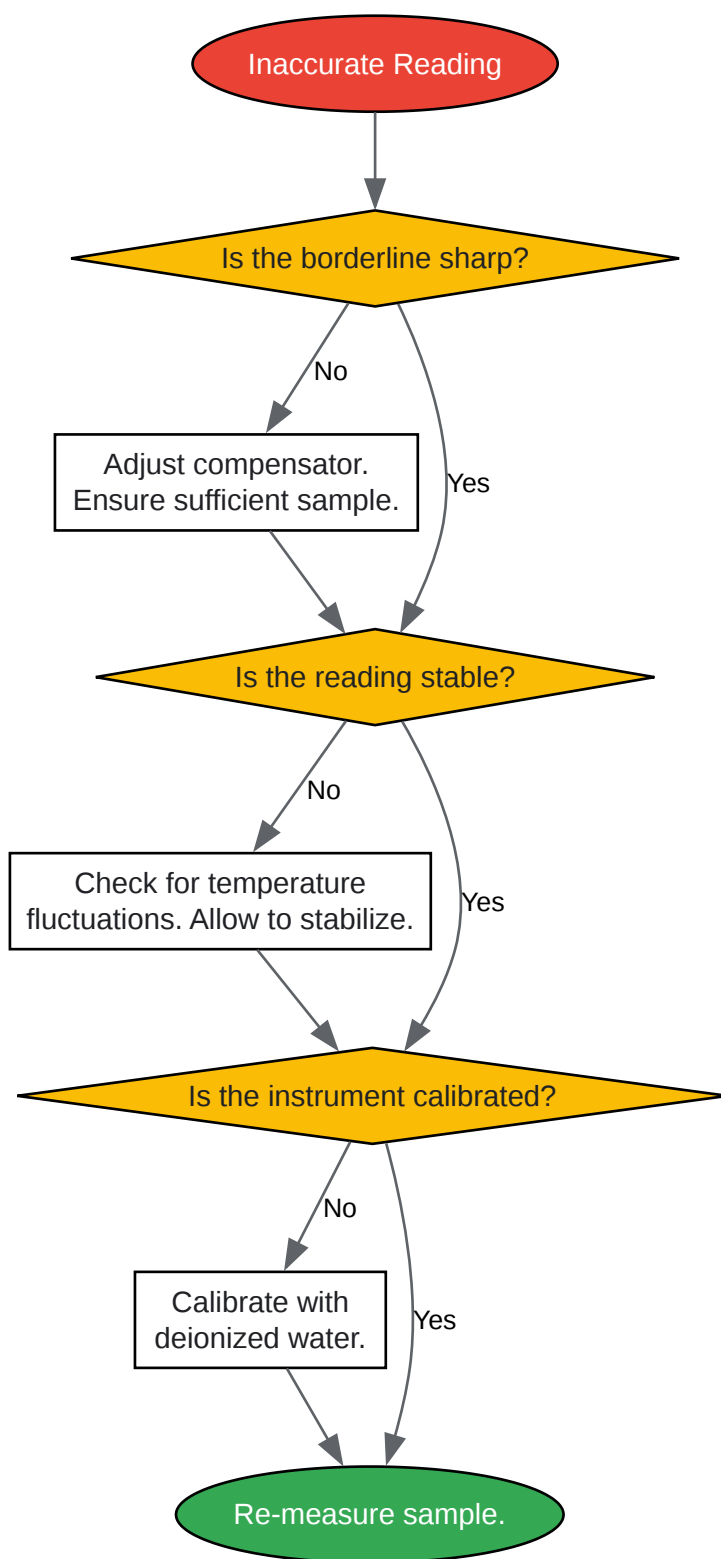 Inaccurate Reading
Is the borderline sharp?
No
Adjust compensator.
Ensure sufficient sample.
Yes
Is the reading stable?
No
Check for temperature
fluctuations. Allow to stabilize.
Yes
Is the instrument calibrated?
No
Calibrate with
deionized water.
Yes
Re-measure sample.